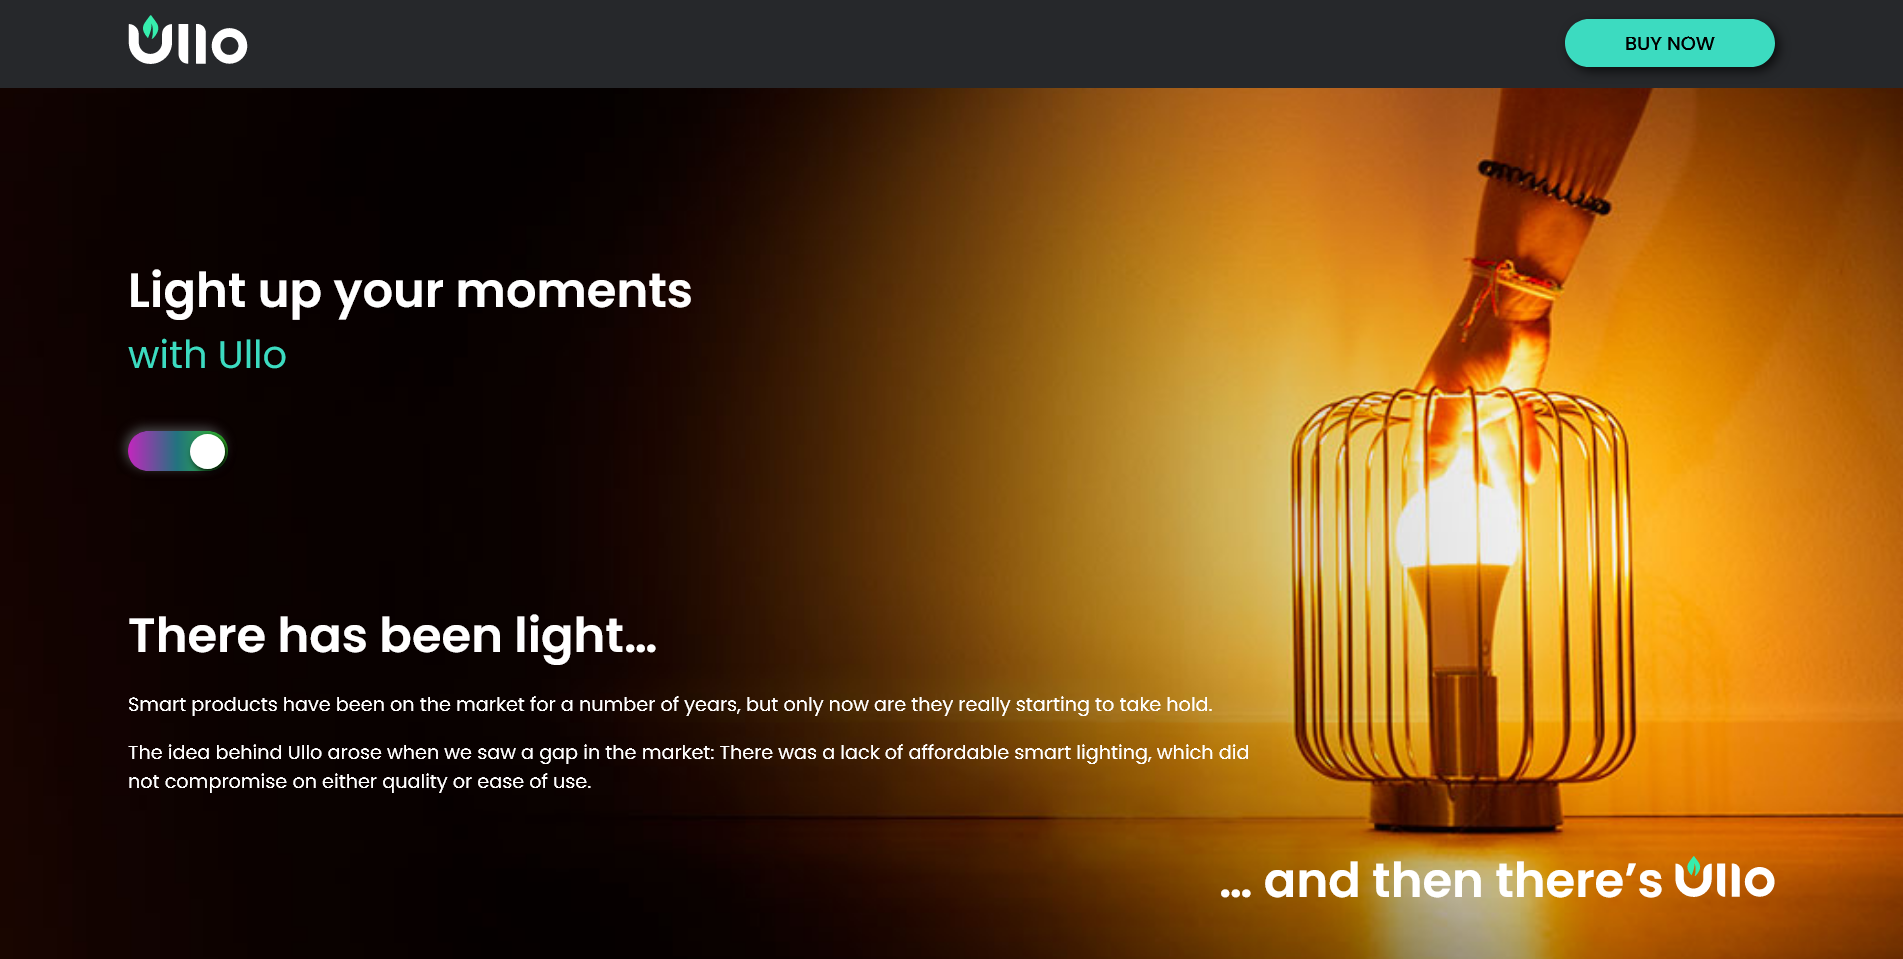 Ullo
BUY NOW
Light up your moments
with Ullo
There has been light...
Smart products have been on the market for a number of years, but only now are they really starting to take hold.
The idea behind Ullo arose when we saw a gap in the market: There was a lack of affordable smart lighting, which did
not compromise on either quality or ease of use.
... and then there’s Ullo